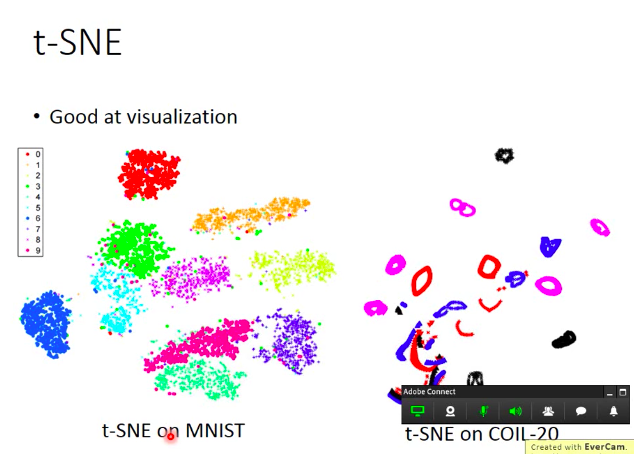 t-SNE
• Good at visualization
0
1
2
3
4
5
6
7
8
9
Adobe Connect
t-SNE on MNIST
t-SNE on COIL-20
Created with EverCam.